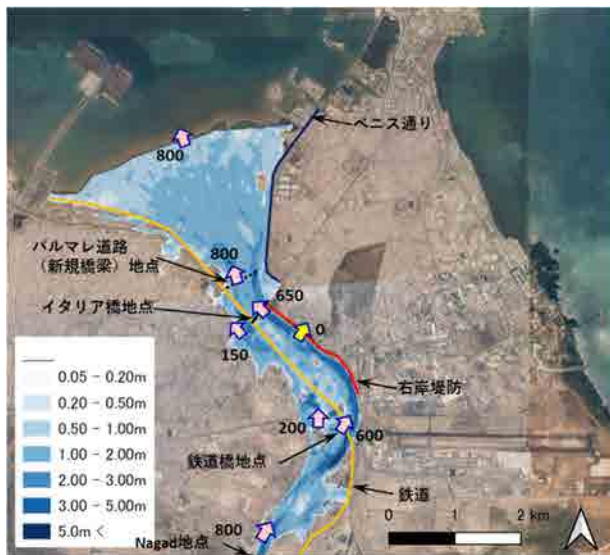 ベニス通り
800
バルマレ道路
（新規橋梁）地点
800
650
イタリア橋地点
0
150
右岸堤防
200
600
鉄道橋地点
鉄道
800
Nagad地点
0.05 - 0.20m
0.20 - 0.50m
0.50 - 1.00m
1.00 - 2.00m
2.00 - 3.00m
3.00 - 5.00m
5.0m <
0 1 2 km